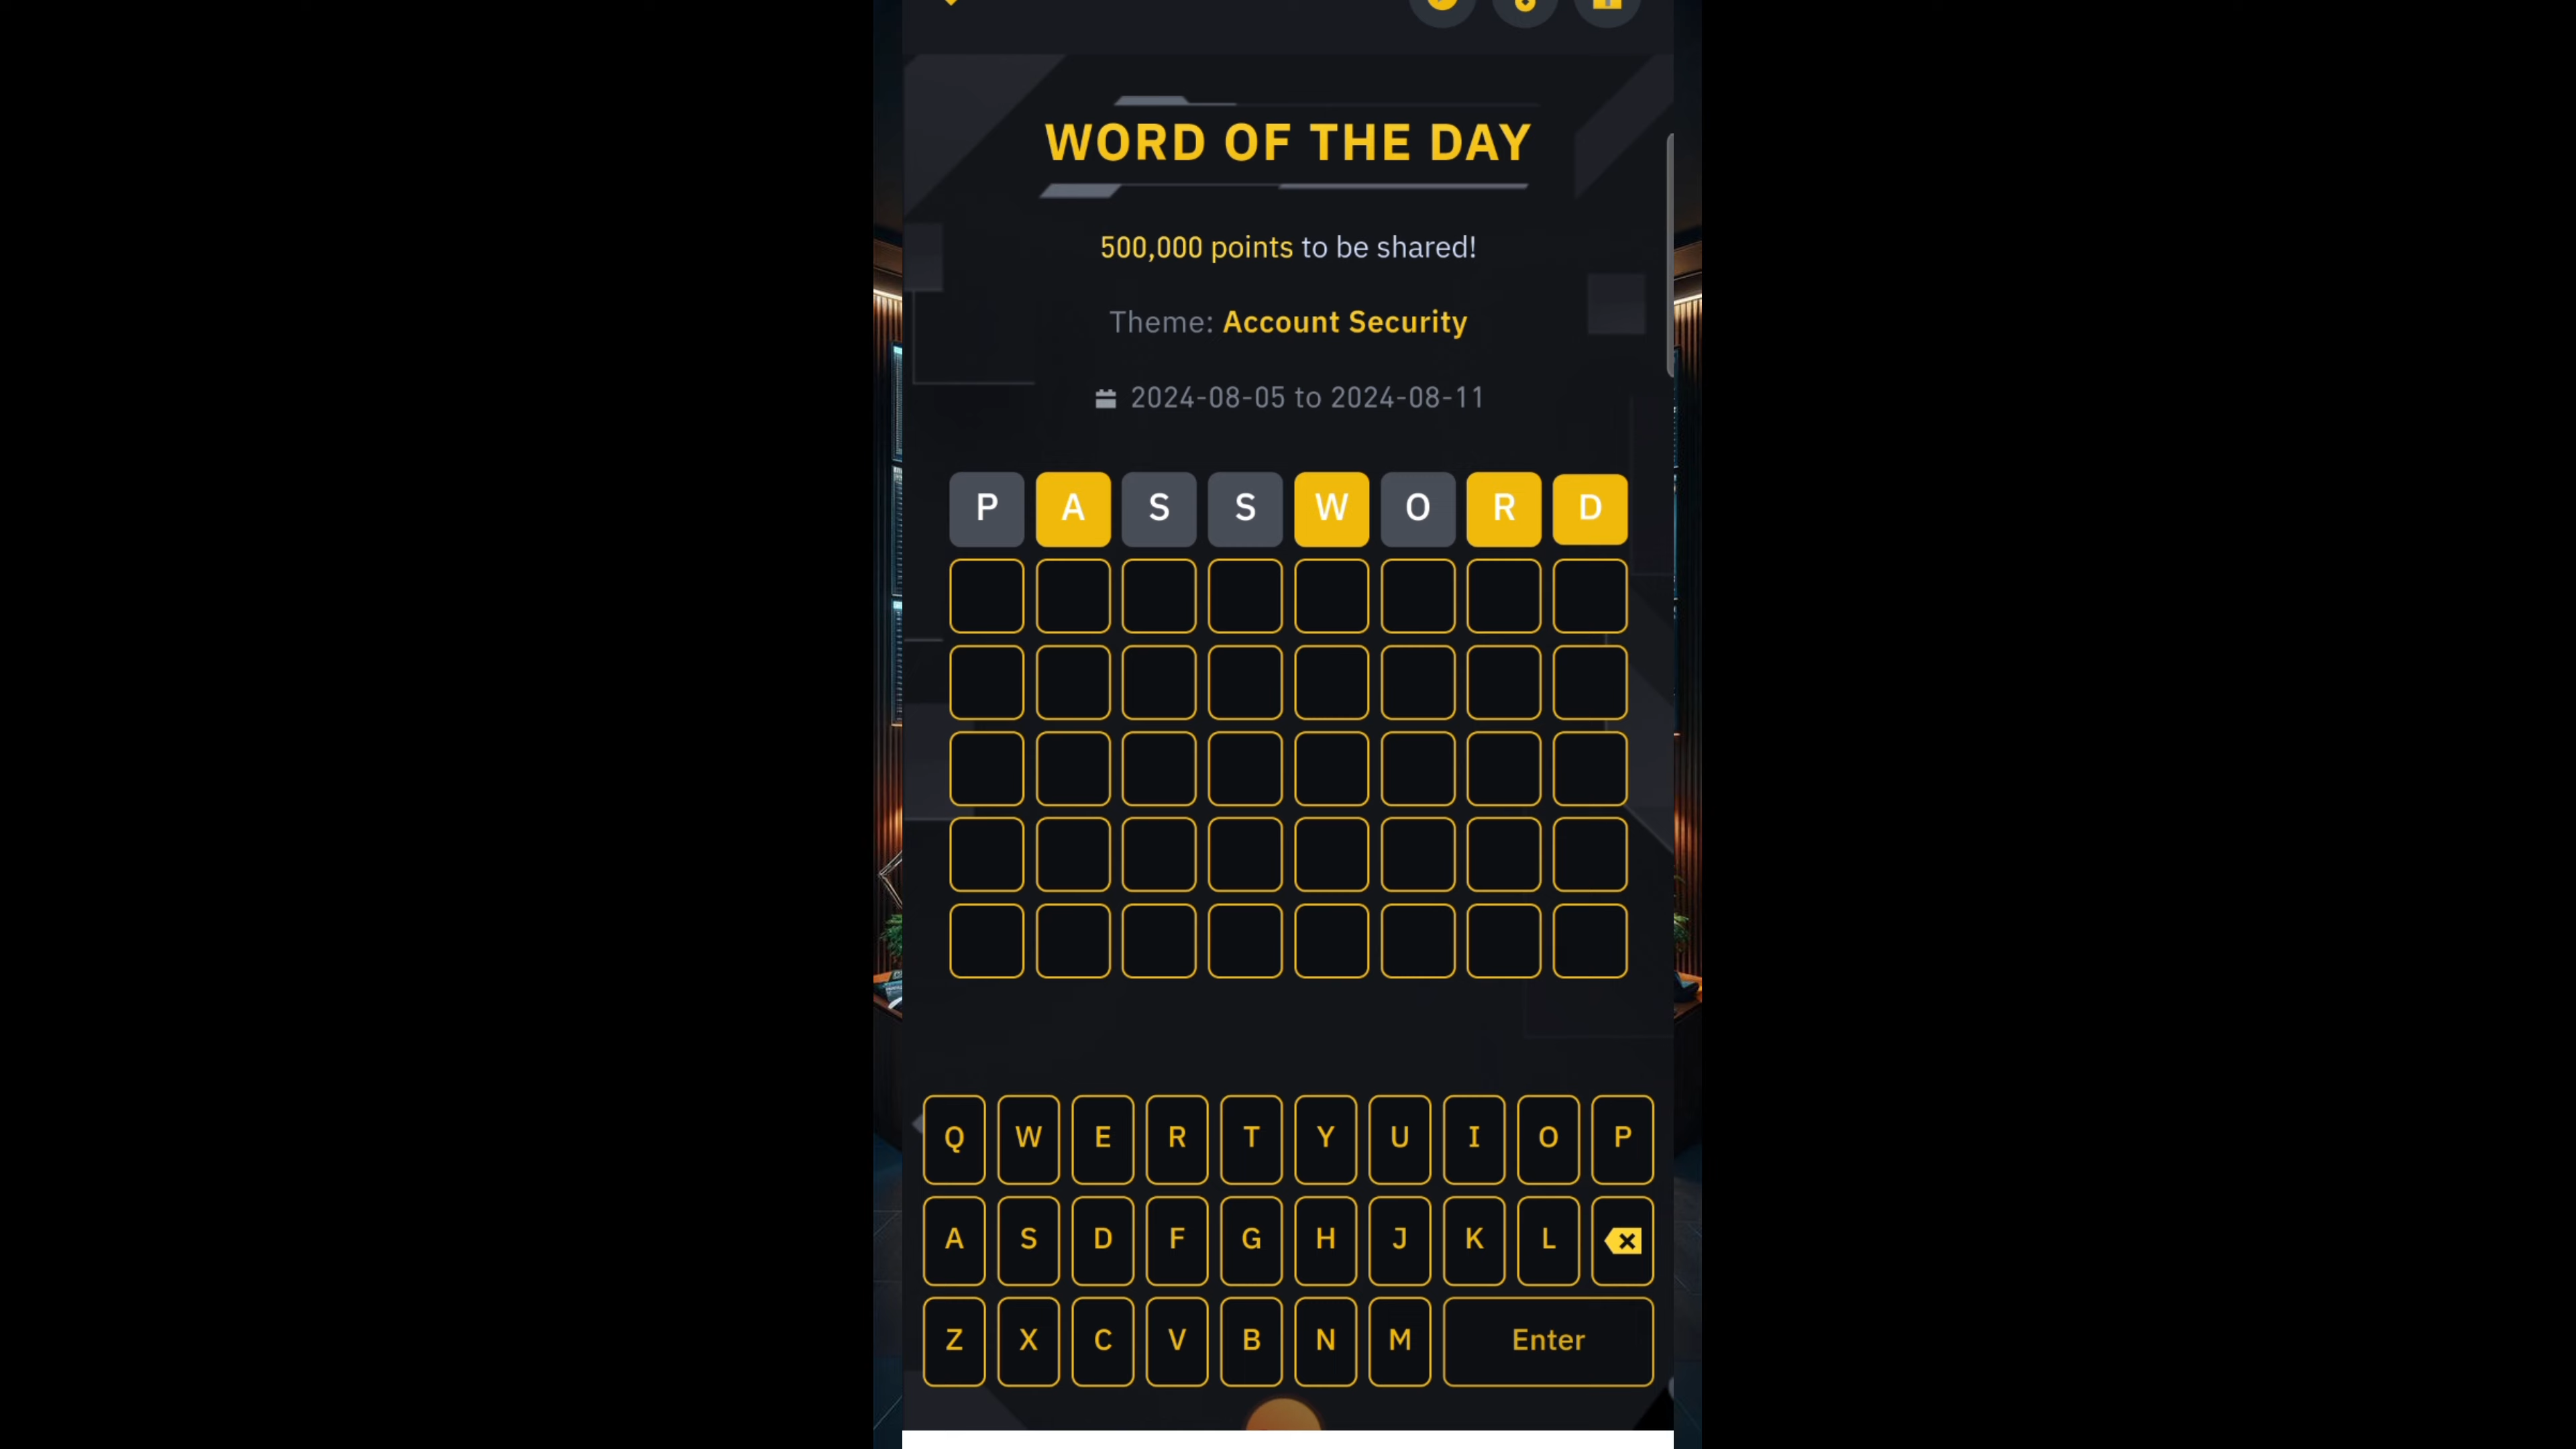 WORD OF THE DAY
500,000 points to be shared!
Theme: Account Security
2024-08-05 to 2024-08-11
P A S S W O R D
Q W E R T Y U I O P
A S D F G H J K L
Z X C V B N M Enter